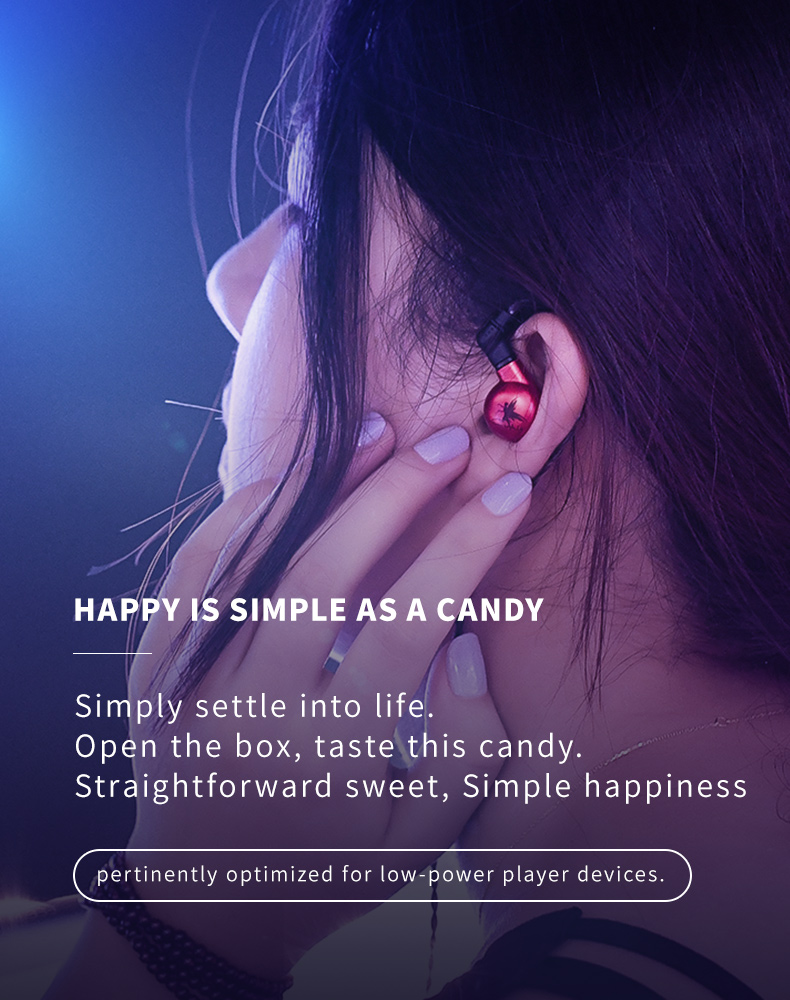 HAPPY IS SIMPLE AS A CANDY
Simply settle into life.
Open the box, taste this candy.
Straightforward sweet, Simple happiness
pertinently optimized for low-power player devices.